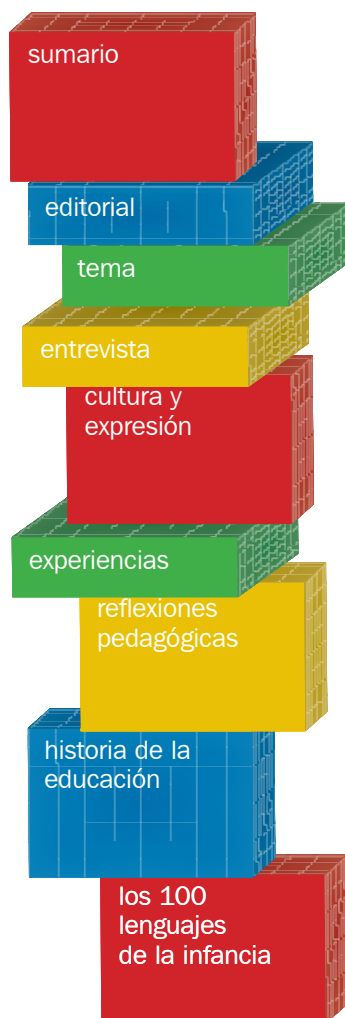 sumario
editorial
tema
entrevista
cultura y
expresión
experiencias
reflexiones
pedagógicas
historia de la
educación
los 100
lenguajes
de la infancia